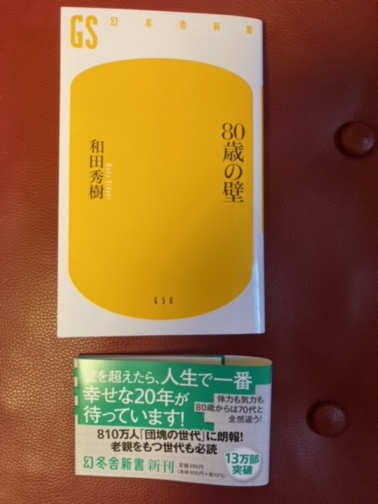 GS 幻冬舎新書
80歳の壁
和田秀樹
650
壁を超えたら、人生で一番
幸せな20年が
待っています!
体力も気力も
80歳からは70代と
全然違う!
810万人「団塊の世代」に朗報!
老親をもつ世代も必読
幻冬舎新書 新刊
13万部
突破